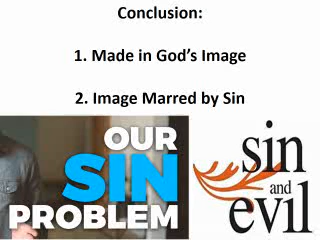 Conclusion:
1. Made in God's Image
2. Image Marred by Sin
OUR
SIN
PROBLEM
sin
and
evil